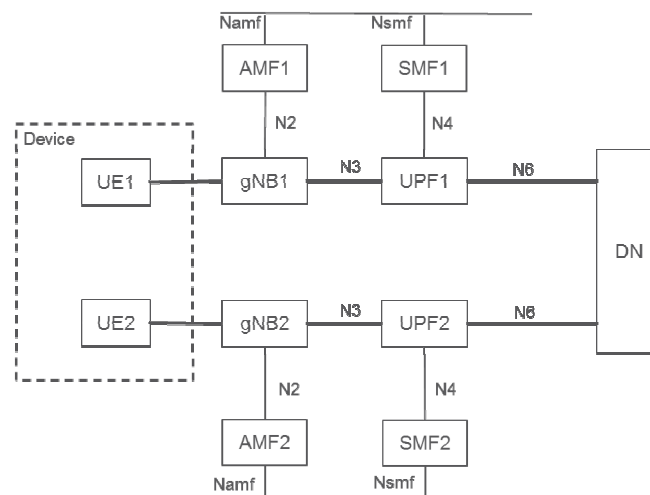 Namf
Nsmf
AMF1
SMF1
N2
N4
Device
UE1
gNB1
N3
UPF1
N6
DN
UE2
gNB2
N3
UPF2
N6
N2
N4
AMF2
SMF2
Namf
Nsmf